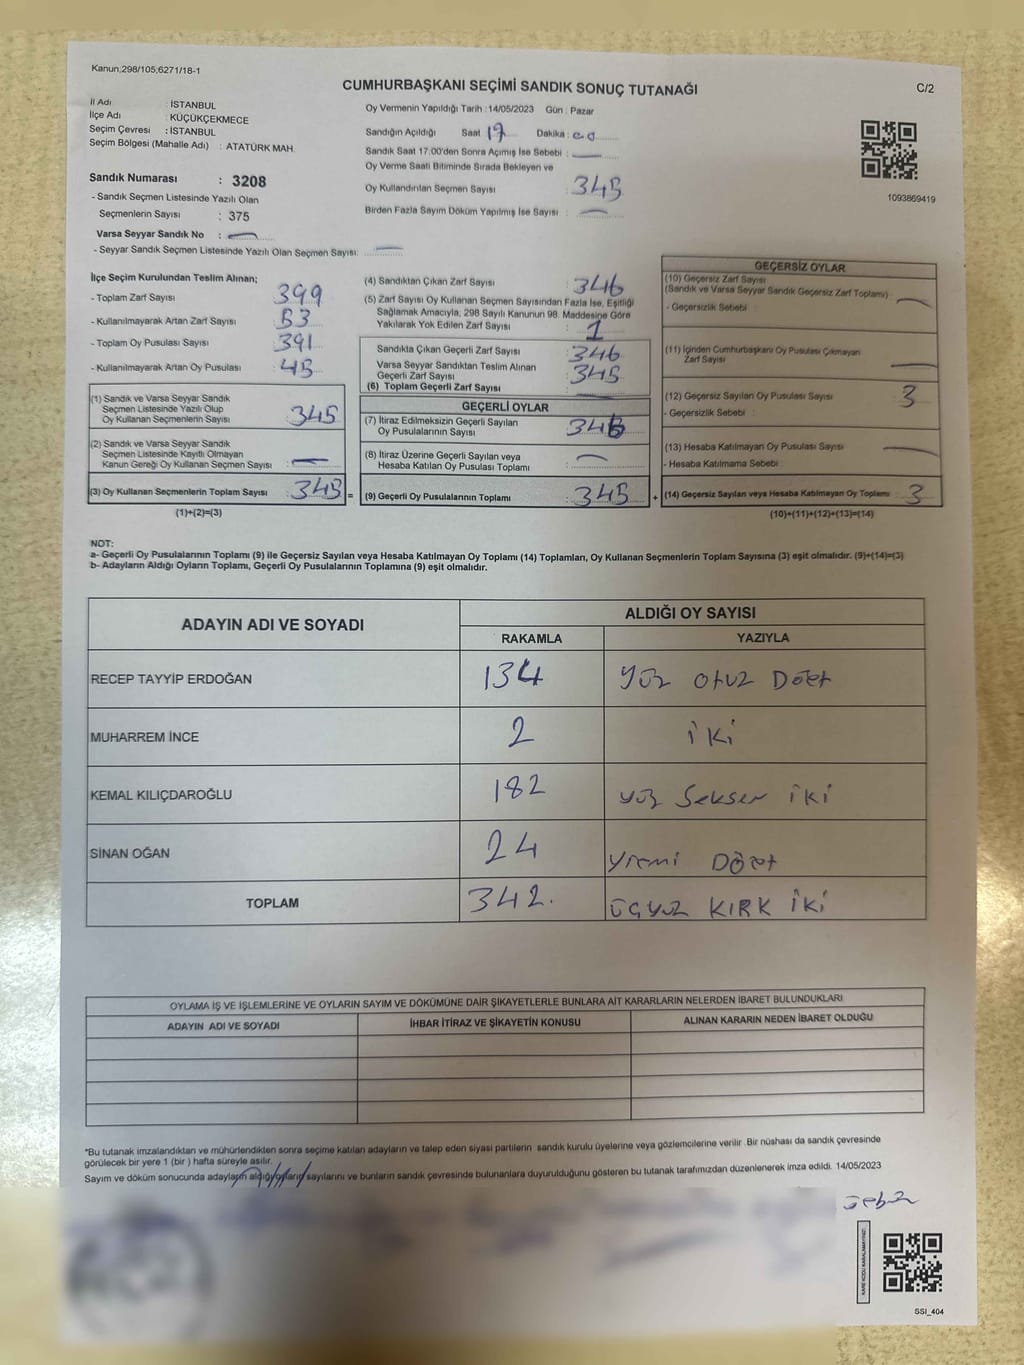 Kanun;298/105,6271/18-1
CUMHURBAŞKANI SEÇİMİ SANDIK SONUÇ TUTANAĞI
C/2
İl Adı : İSTANBUL
İlçe Adı : KÜÇÜKÇEKMECE
Seçim Çevresi : İSTANBUL
Seçim Bölgesi (Mahalle Adı) : ATATÜRK MAH.
Sandık Numarası : 3208
- Sandık Seçmen Listesinde Yazılı Olan
Seçmenlerin Sayısı : 375
Varsa Seyyar Sandık No :
- Seyyar Sandık Seçmen Listesinde Yazılı Olan Seçmen Sayısı:
Oy Vermenin Yapıldığı Tarih :14/05/2023 Gün : Pazar
Sandığın Açıldığı Saat 17 Dakika :
Sandık Saat 17:00'den Sonra Açılmış İse Sebebi :
Oy Verme Saati Bitiminde Sırada Bekleyen ve
Oy Kullandırılan Seçmen Sayısı : 345
Birden Fazla Sayım Döküm Yapılmış İse Sayısı :
1093869419
İlçe Seçim Kurulundan Teslim Alınan;
- Toplam Zarf Sayısı : 399
- Kullanılmayarak Artan Zarf Sayısı : 53
- Toplam Oy Pusulası Sayısı : 391
- Kullanılmayarak Artan Oy Pusulası : 45
(1) Sandık ve Varsa Seyyar Sandık
Seçmen Listesinde Yazılı Olup
Oy Kullanan Seçmenlerin Sayısı : 345
(2) Sandık ve Varsa Seyyar Sandık
Seçmen Listesinde Kayıtlı Olmayan
Kanun Gereği Oy Kullanan Seçmen Sayısı :
(3) Oy Kullanan Seçmenlerin Toplam Sayısı : 345 =
(1)+(2)=(3)
(4) Sandıktan Çıkan Zarf Sayısı : 346
(5) Zarf Sayısı Oy Kullanan Seçmen Sayısından Fazla İse, Eşitliği
Sağlamak Amacıyla, 298 Sayılı Kanunun 98. Maddesine Göre
Yakılarak Yok Edilen Zarf Sayısı : 1
Sandıkta Çıkan Geçerli Zarf Sayısı : 346
Varsa Seyyar Sandıktan Teslim Alınan
Geçerli Zarf Sayısı : 345
(6) Toplam Geçerli Zarf Sayısı
GEÇERLİ OYLAR
(7) İtiraz Edilmeksizin Geçerli Sayılan
Oy Pusulalarının Sayısı :
(8) İtiraz Üzerine Geçerli Sayılan veya
Hesaba Katılan Oy Pusulası Toplamı :
(9) Geçerli Oy Pusulalarının Toplamı : 345 +
GEÇERSİZ OYLAR
(10) Geçersiz Zarf Sayısı
(Sandık ve Varsa Seyyar Sandık Geçersiz Zarf Toplamı)
- Geçersizlik Sebebi :
(11) İçinden Cumhurbaşkanı Oy Pusulası Çıkmayan
Zarf Sayısı
(12) Geçersiz Sayılan Oy Pusulası Sayısı 3
- Geçersizlik Sebebi :
(13) Hesaba Katılmayan Oy Pusulası Sayısı
- Hesaba Katılmama Sebebi
(14) Geçersiz Sayılan veya Hesaba Katılmayan Oy Toplamı : 3
(10)+(11)+(12)+(13)=(14)
NOT:
a- Geçerli Oy Pusulalarının Toplamı (9) ile Geçersiz Sayılan veya Hesaba Katılmayan Oy Toplamı (14) Toplamları, Oy Kullanan Seçmenlerin Toplam Sayısına (3) eşit olmalıdır. (9)+(14)=(3)
b- Adayların Aldığı Oyların Toplamı, Geçerli Oy Pusulalarının Toplamına (9) eşit olmalıdır.
ADAYIN ADI VE SOYADI
ALDIĞI OY SAYISI
RAKAMLA YAZIYLA
RECEP TAYYİP ERDOĞAN 134 Yüz Otuz Dört
MUHARREM İNCE 2 İki
KEMAL KILIÇDAROĞLU 182 Yüz Seksen İki
SİNAN OĞAN 24 Yirmi Dört
TOPLAM 342. ÜÇYÜZ KIRK İKİ
OYLAMA İŞ VE İŞLEMLERİNE VE OYLARIN SAYIM VE DÖKÜMÜNE DAİR ŞİKAYETLERLE BUNLARA AİT KARARLARIN NELERDEN İBARET BULUNDUKLARI
ADAYIN ADI VE SOYADI İHBAR İTİRAZ VE ŞİKAYETİN KONUSU ALINAN KARARIN NEDEN İBARET OLDUĞU
*Bu tutanak imzalandıktan ve mühürlendikten sonra seçime katılan adayların ve talep eden siyasi partilerin sandık kurulu üyelerine veya gözlemcilerine verilir .Bir nüshası da sandık çevresinde
görülecek bir yere 1 (bir ) hafta süreyle asılır.
Sayım ve döküm sonucunda adayların aldığı oyların sayılarını ve bunların sandık çevresinde bulunanlara duyurulduğunu gösteren bu tutanak tarafımızdan düzenlenerek imza edildi. 14/05/2023
KARE KODU KARALAMAYINIZ!
SSI_404